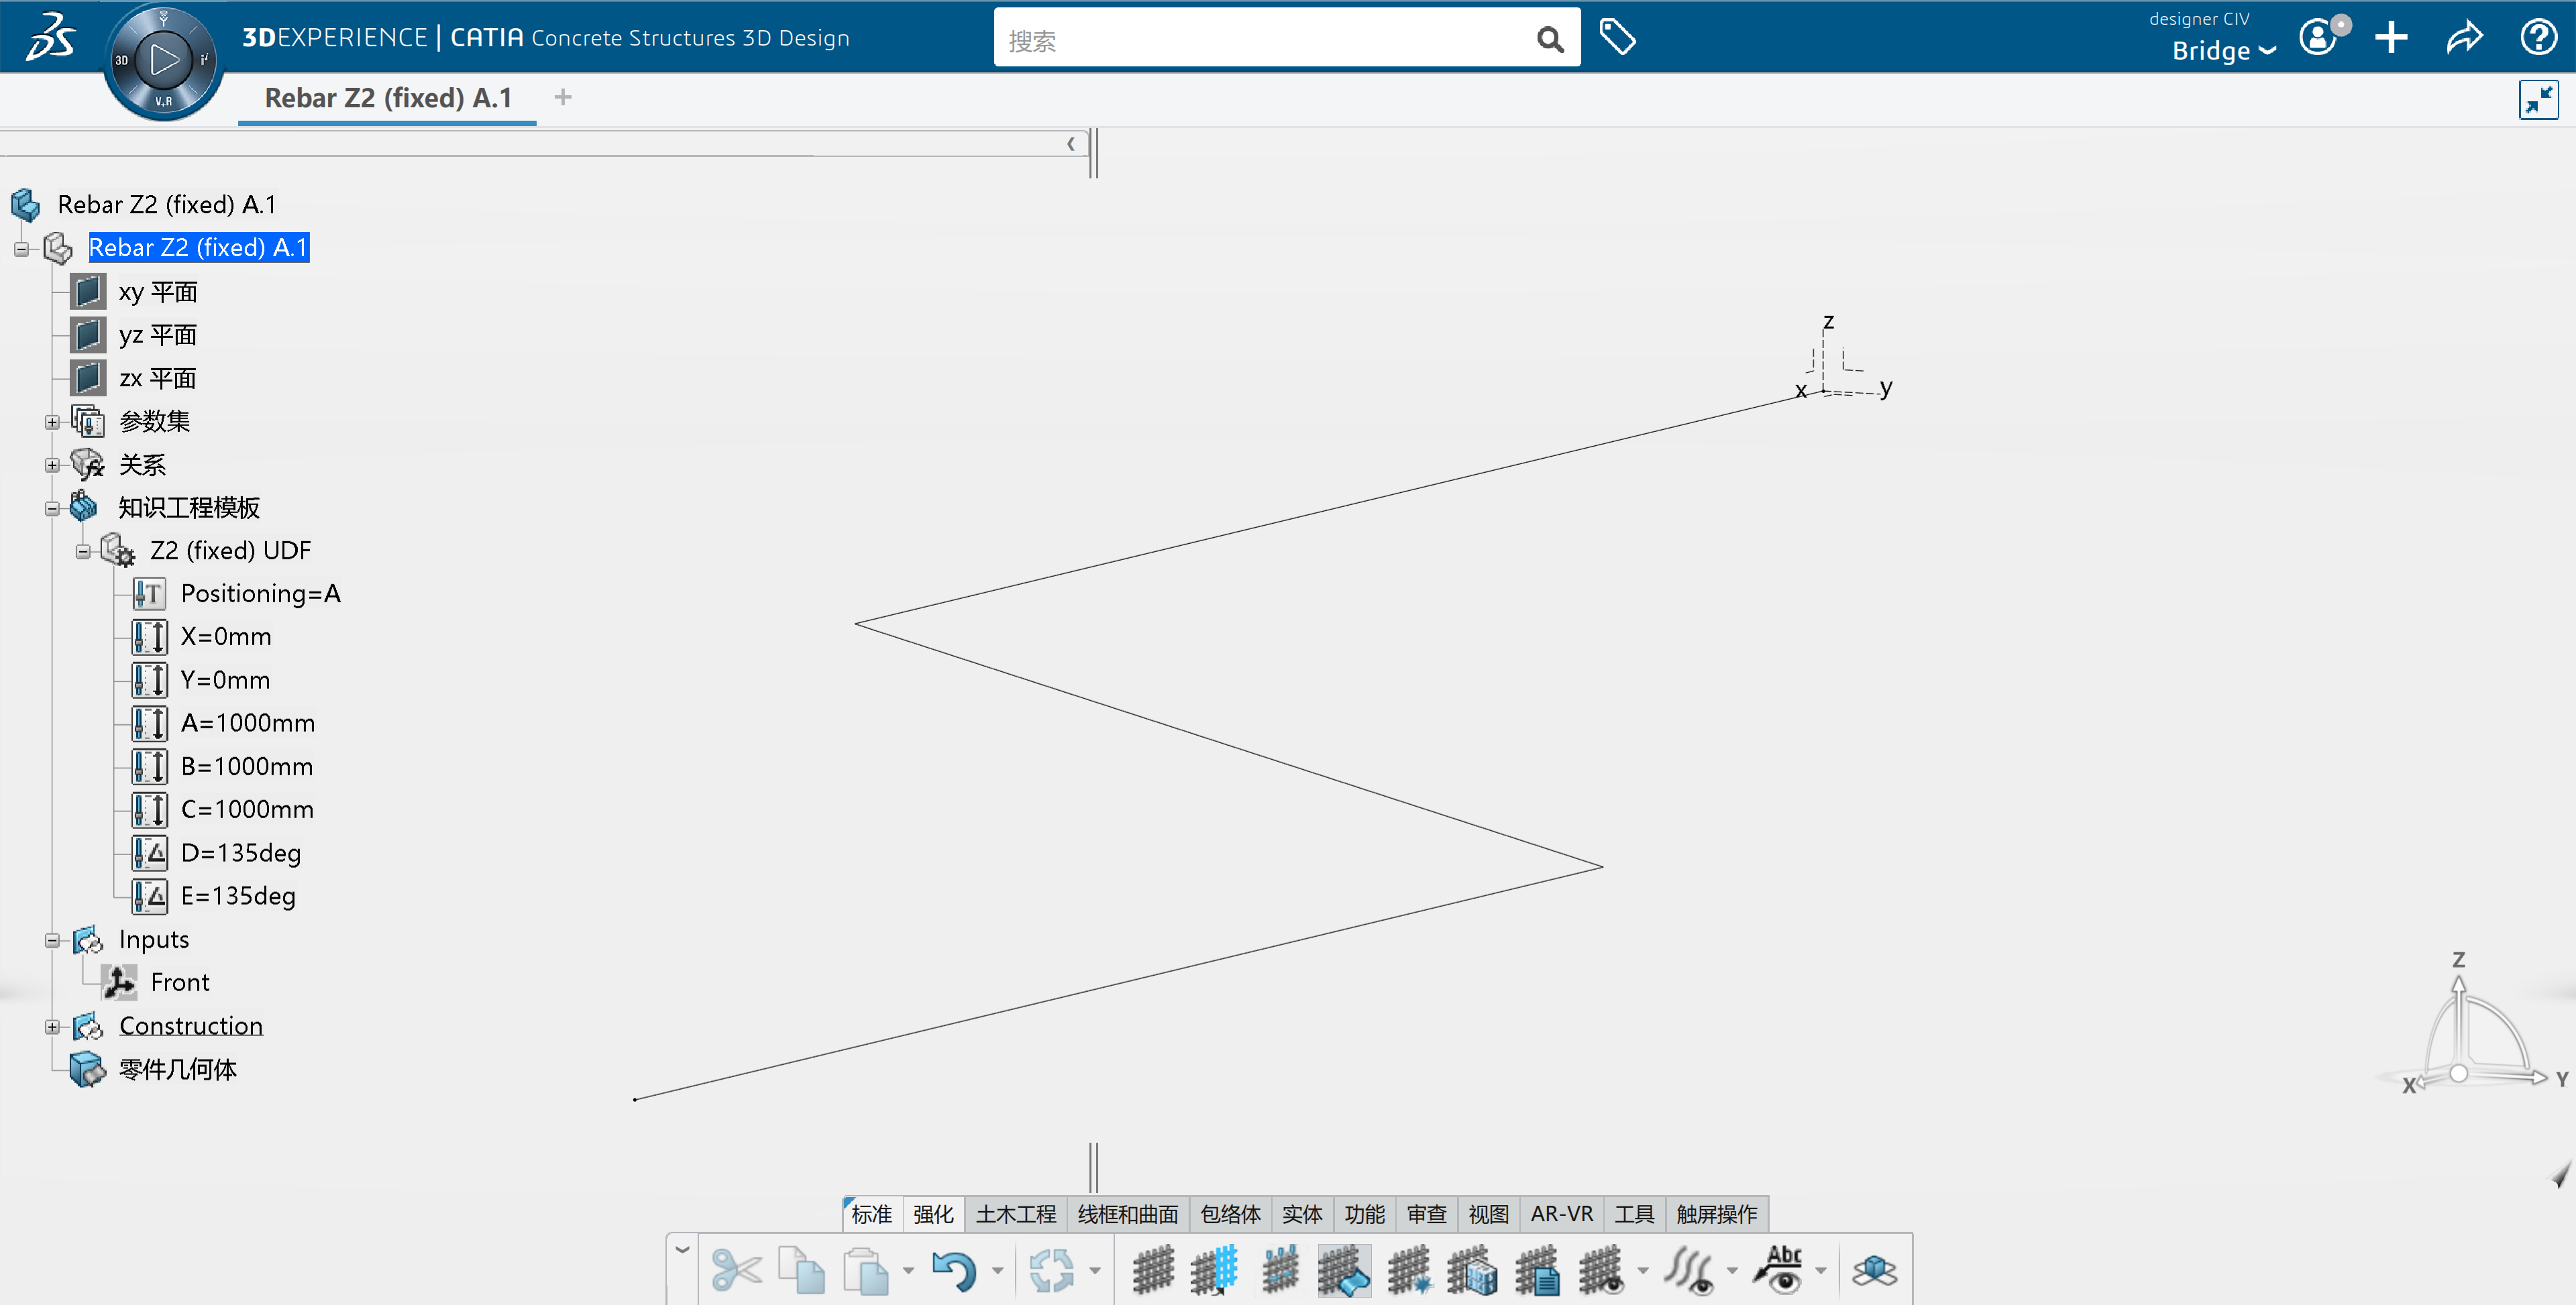 3DEXPERIENCE | CATIA Concrete Structures 3D Design
搜索
designer CIV
Bridge
3D
V,R
Rebar Z2 (fixed) A.1
Rebar Z2 (fixed) A.1
Rebar Z2 (fixed) A.1
xy 平面
yz 平面
zx 平面
参数集
关系
知识工程模板
Z2 (fixed) UDF
Positioning=A
X=0mm
Y=0mm
A=1000mm
B=1000mm
C=1000mm
D=135deg
E=135deg
Inputs
Front
Construction
零件几何体
z
x
y
Z
X
Y
标准 强化 土木工程 线框和曲面 包络体 实体 功能 审查 视图 AR-VR 工具 触屏操作
Abc